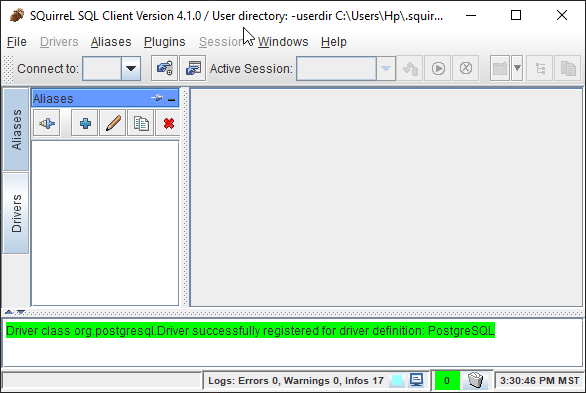 SQuirreL SQL Client Version 4.1.0 / User directory: -userdir C:\Users\Hp\.squir...
File Drivers Aliases Plugins Session Windows Help
Connect to: Active Session:
Aliases
Aliases
Drivers
Driver class org.postgresql.Driver successfully registered for driver definition: PostgreSQL
Logs: Errors 0, Warnings 0, Infos 17 0 3:30:46 PM MST